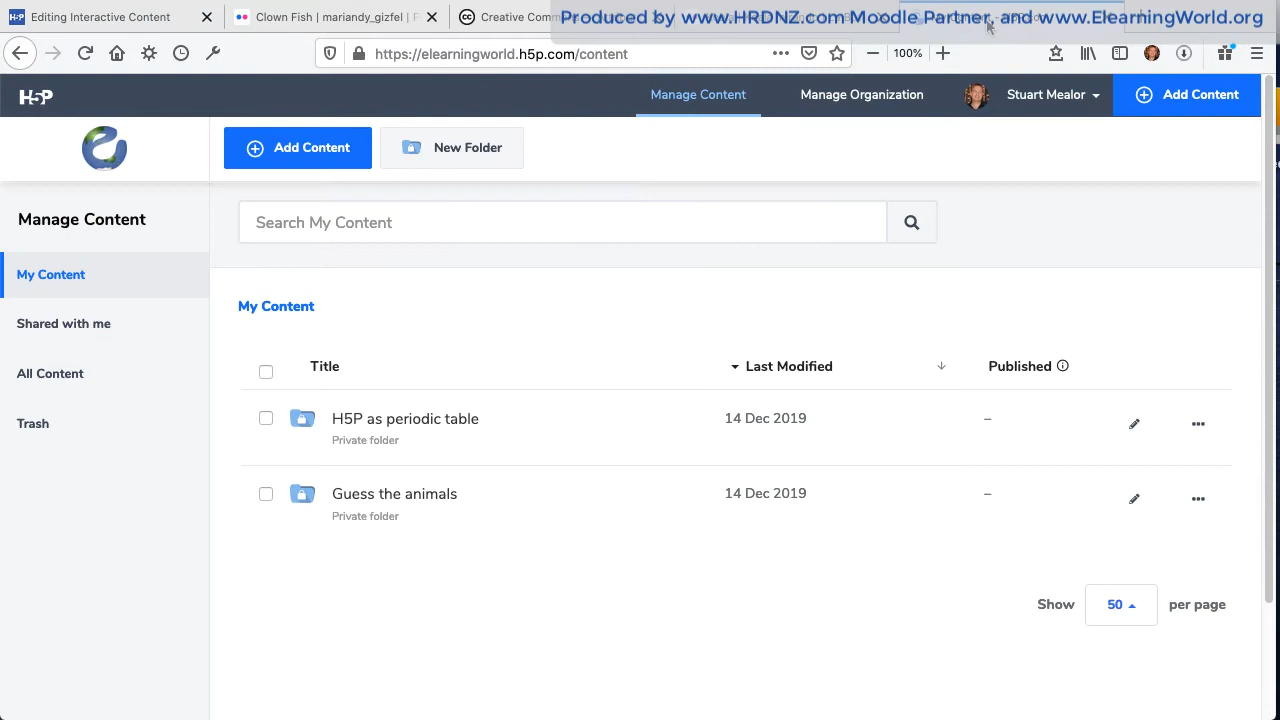 Editing Interactive Content
Clown Fish | mariandy_gizfel | F
Creative Comm
Produced by www.HRDNZ.com Moodle Partner, and www.ElearningWorld.org
https://elearningworld.h5p.com/content
100%
H5P
Manage Content
Manage Organization
Stuart Mealor
Add Content
Add Content
New Folder
Manage Content
Search My Content
My Content
Shared with me
All Content
Trash
My Content
Title
Last Modified
Published
H5P as periodic table
14 Dec 2019
–
Private folder
Guess the animals
14 Dec 2019
–
Private folder
Show
50
per page